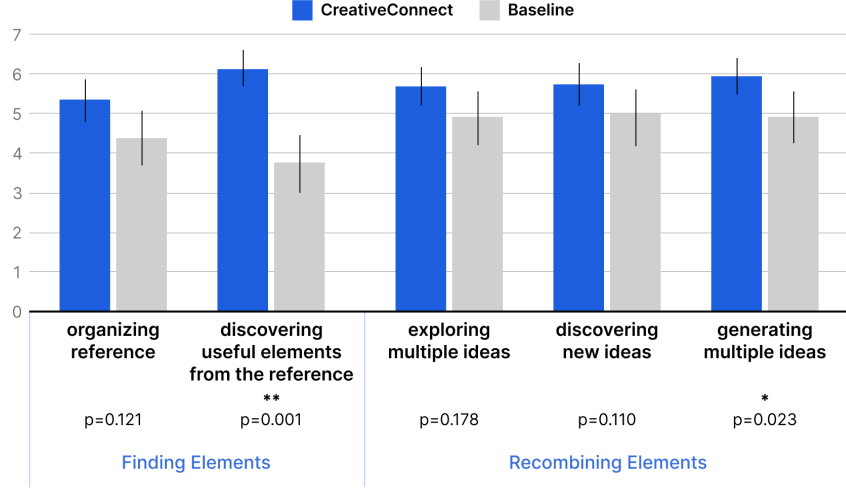 CreativeConnect Baseline
7
6
5
4
3
2
1
0
organizing
reference
discovering
useful elements
from the reference
exploring
multiple ideas
discovering
new ideas
generating
multiple ideas
** *
p=0.121 p=0.001 p=0.178 p=0.110 p=0.023
Finding Elements Recombining Elements